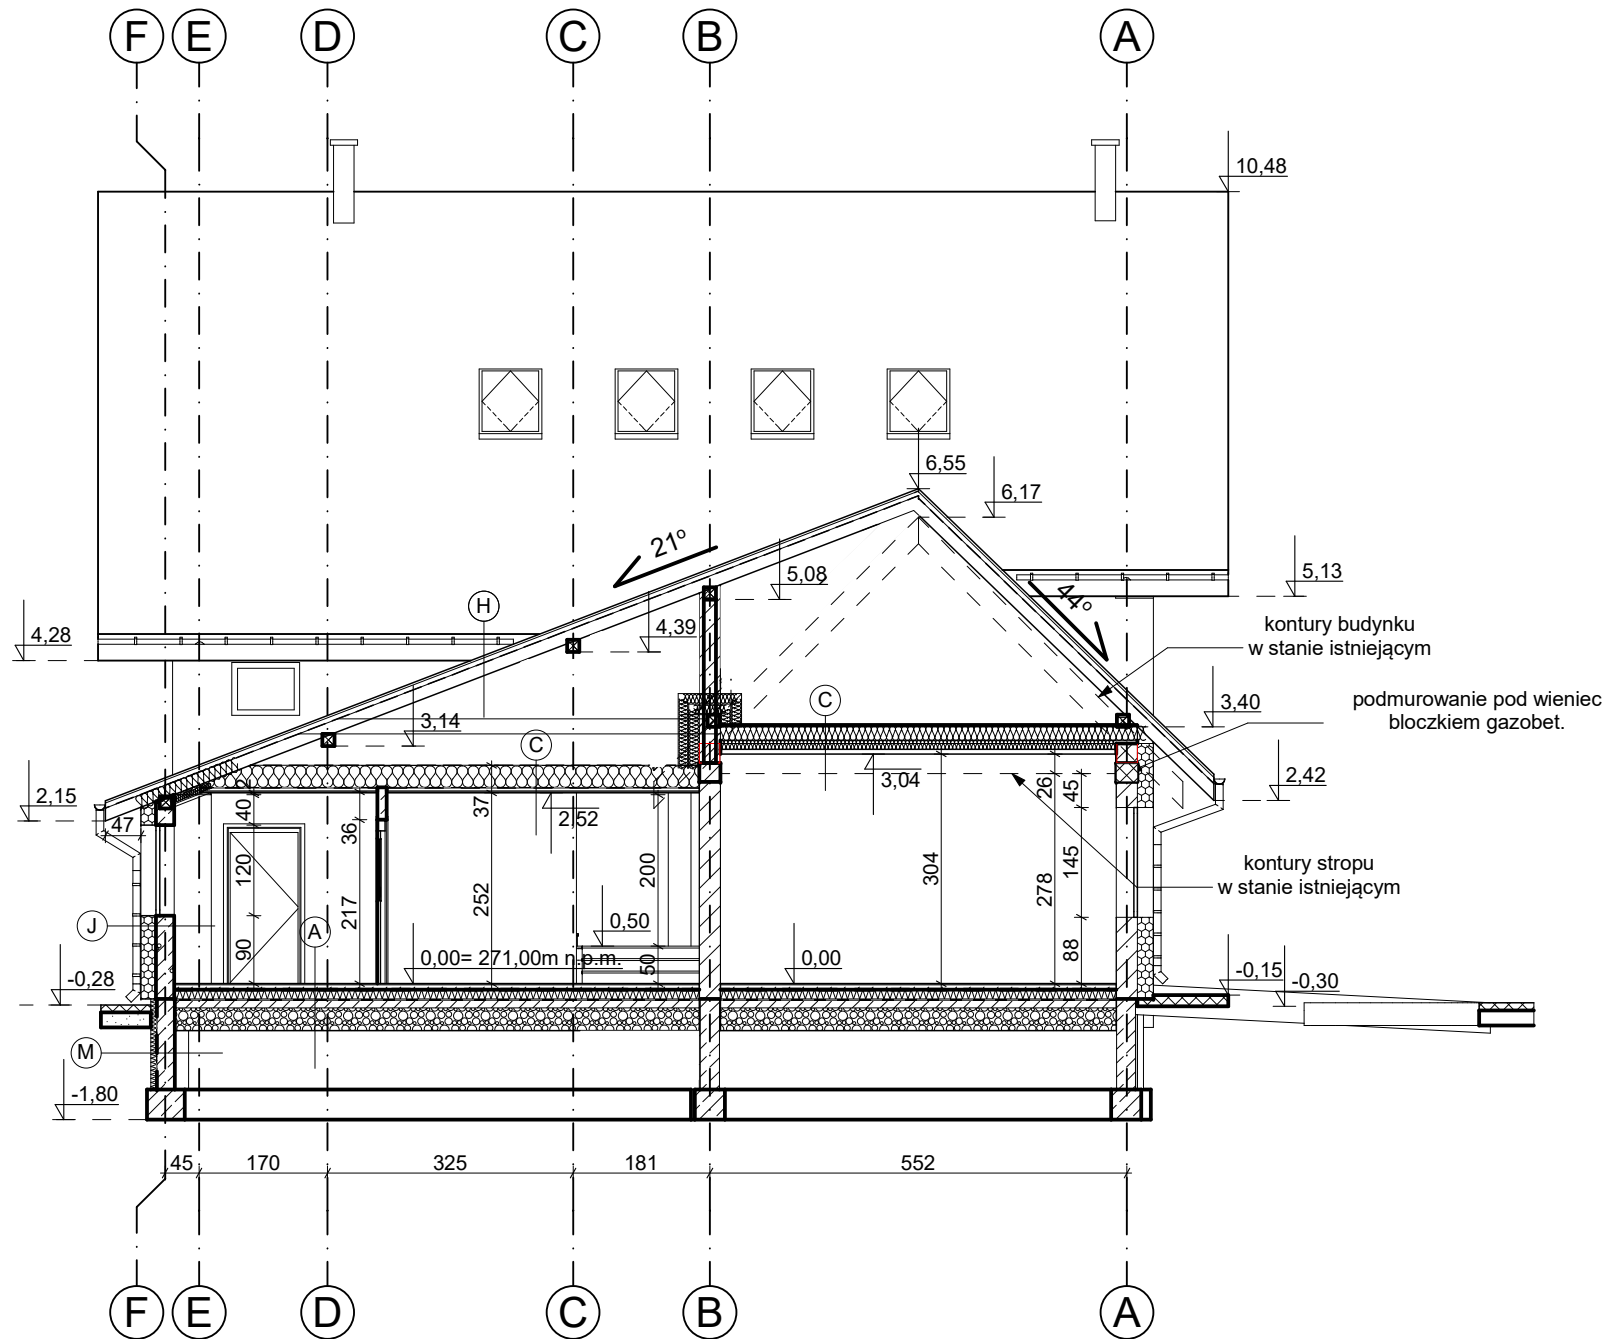 F E D C B A
10,48
6,55
6,17
21°
5,08
5,13
H
44°
4,28
4,39
kontury budynku
w stanie istniejącym
C
3,14
3,40
podmurowanie pod wieniec
bloczkiem gazobet.
C
3,04
2,15
2,42
47
40
2
36
37
2,52
26
45
120
217
252
200
304
278
145
kontury stropu
w stanie istniejącym
J
A
0,50
90
0,00= 271,00m n.p.m.
50
0,00
88
-0,28
-0,15
-0,30
M
-1,80
45 170 325 181 552
F E D C B A